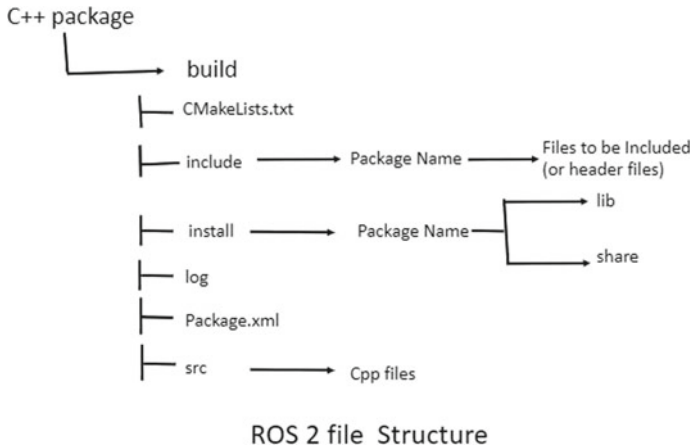 C++ package
build
CMakeLists.txt
include
Package Name
Files to be Included
(or header files)
lib
install
Package Name
share
log
Package.xml
src
Cpp files
ROS 2 file Structure